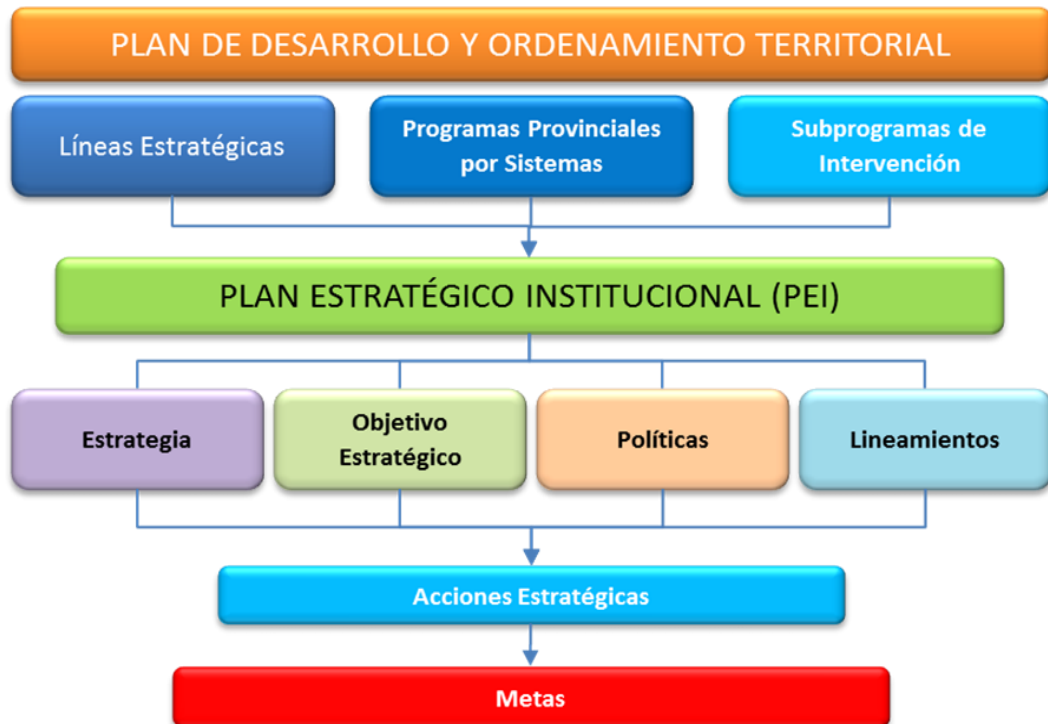 PLAN DE DESARROLLO Y ORDENAMIENTO TERRITORIAL
Líneas Estratégicas
Programas Provinciales
por Sistemas
Subprogramas de
Intervención
PLAN ESTRATÉGICO INSTITUCIONAL (PEI)
Estrategia
Objetivo
Estratégico
Políticas
Lineamientos
Acciones Estratégicas
Metas